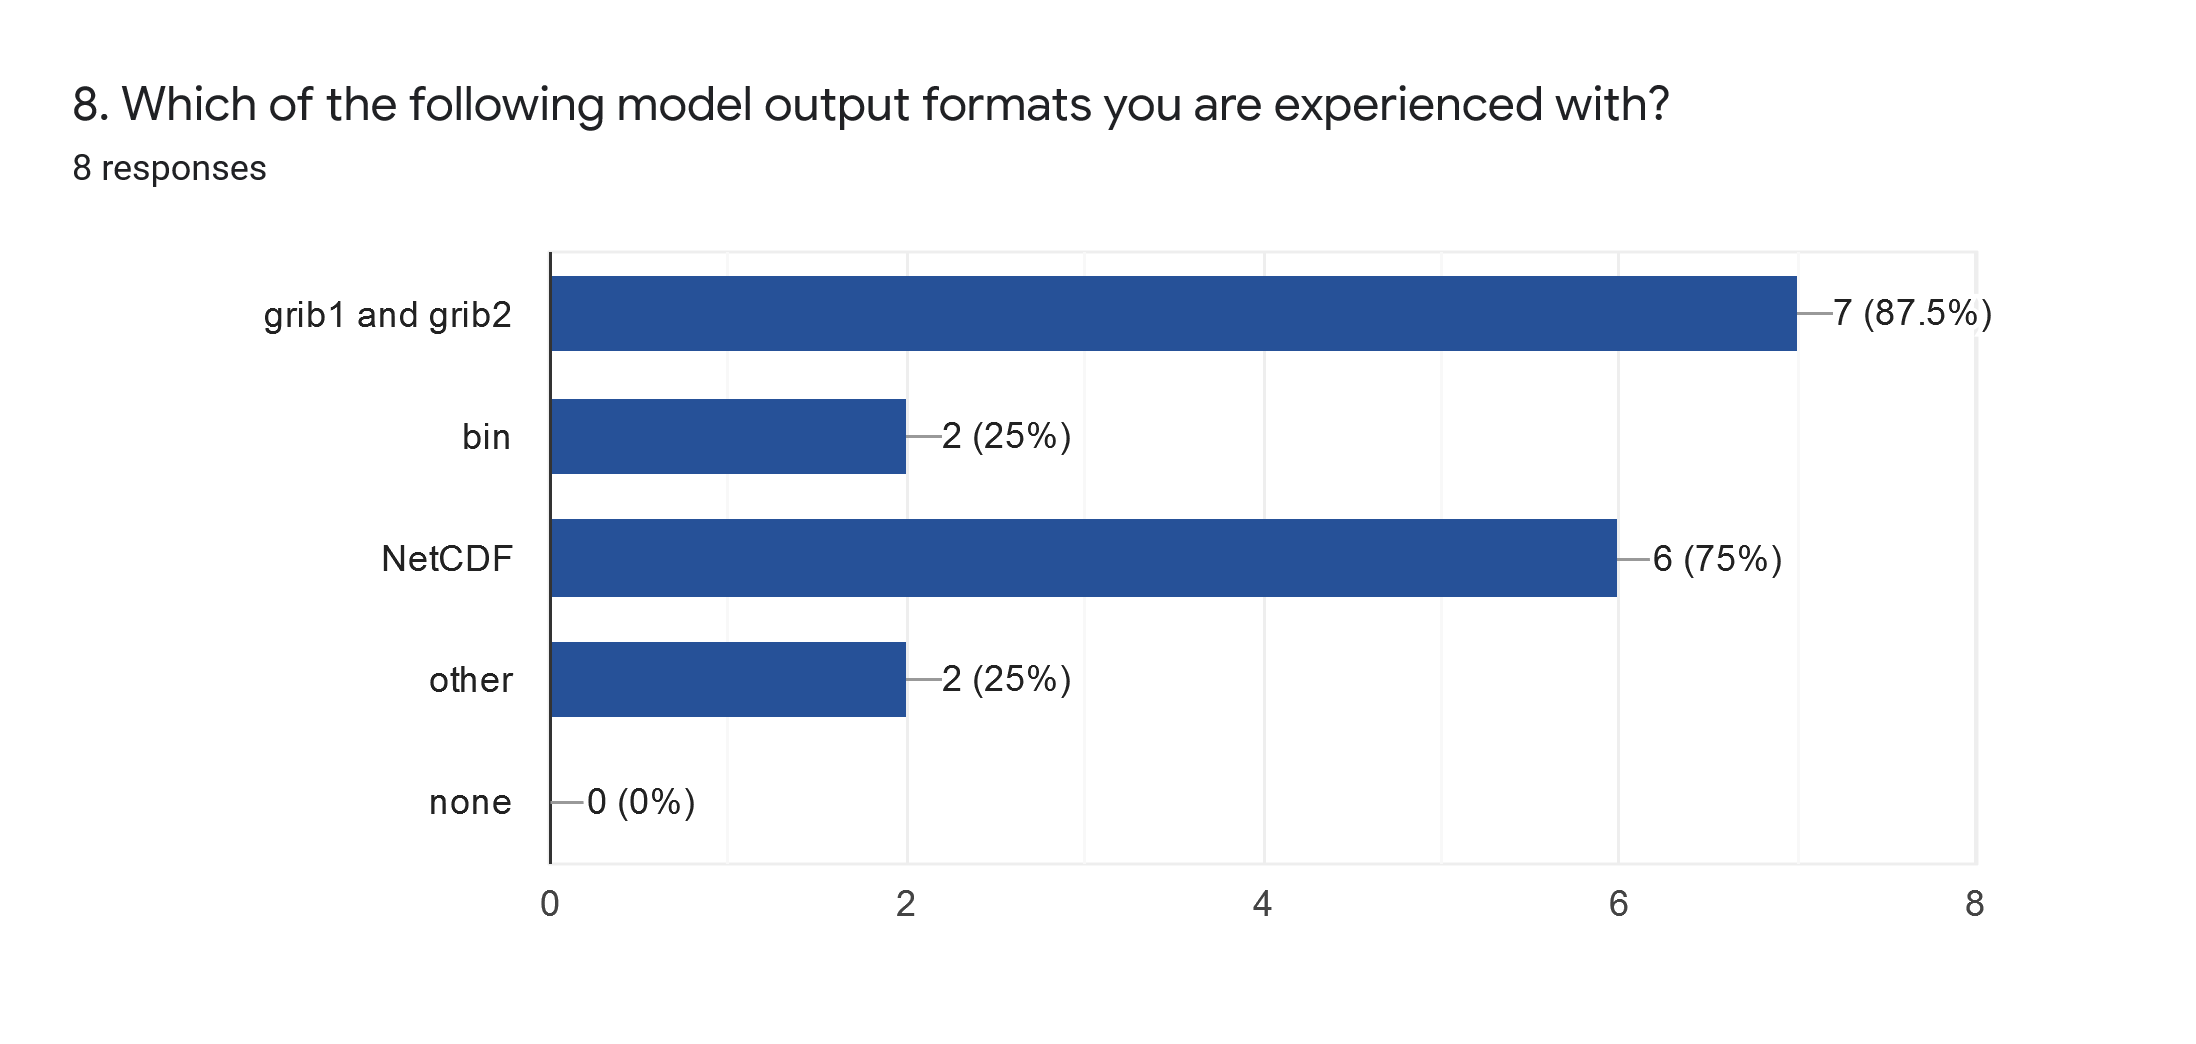 8. Which of the following model output formats you are experienced with?
8 responses
grib1 and grib2
7 (87.5%)
bin
2 (25%)
NetCDF
6 (75%)
other
2 (25%)
none
0 (0%)
0 2 4 6 8